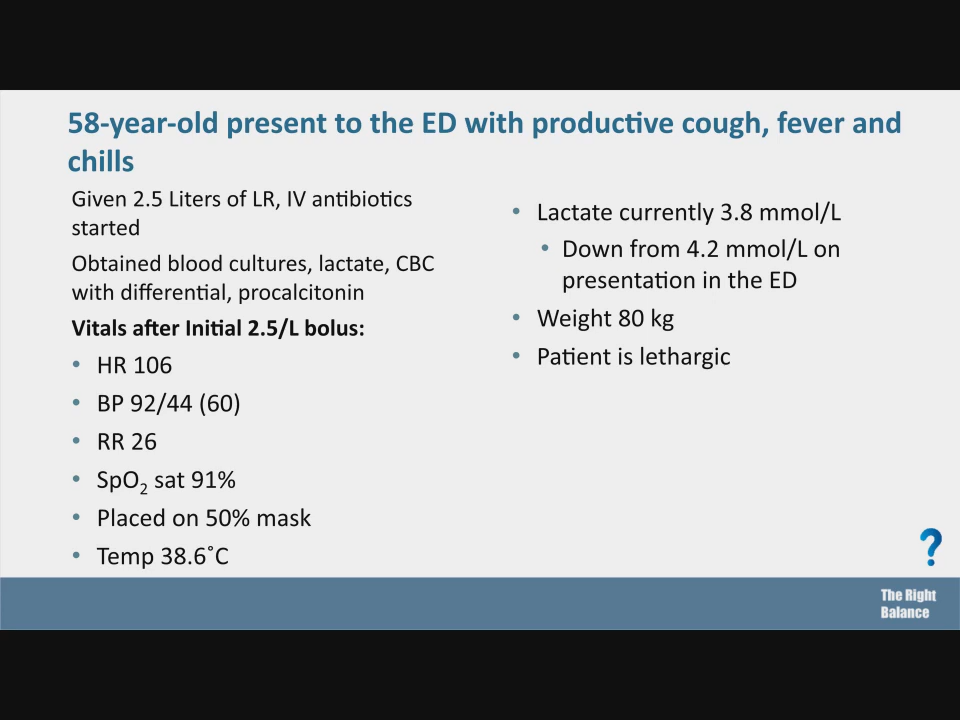 58-year-old present to the ED with productive cough, fever and
chills
Given 2.5 Liters of LR, IV antibiotics
started
Obtained blood cultures, lactate, CBC
with differential, procalcitonin
Vitals after Initial 2.5/L bolus:
• HR 106
• BP 92/44 (60)
• RR 26
• SpO₂ sat 91%
• Placed on 50% mask
• Temp 38.6˚C
• Lactate currently 3.8 mmol/L
• Down from 4.2 mmol/L on
presentation in the ED
• Weight 80 kg
• Patient is lethargic
?
The Right
Balance